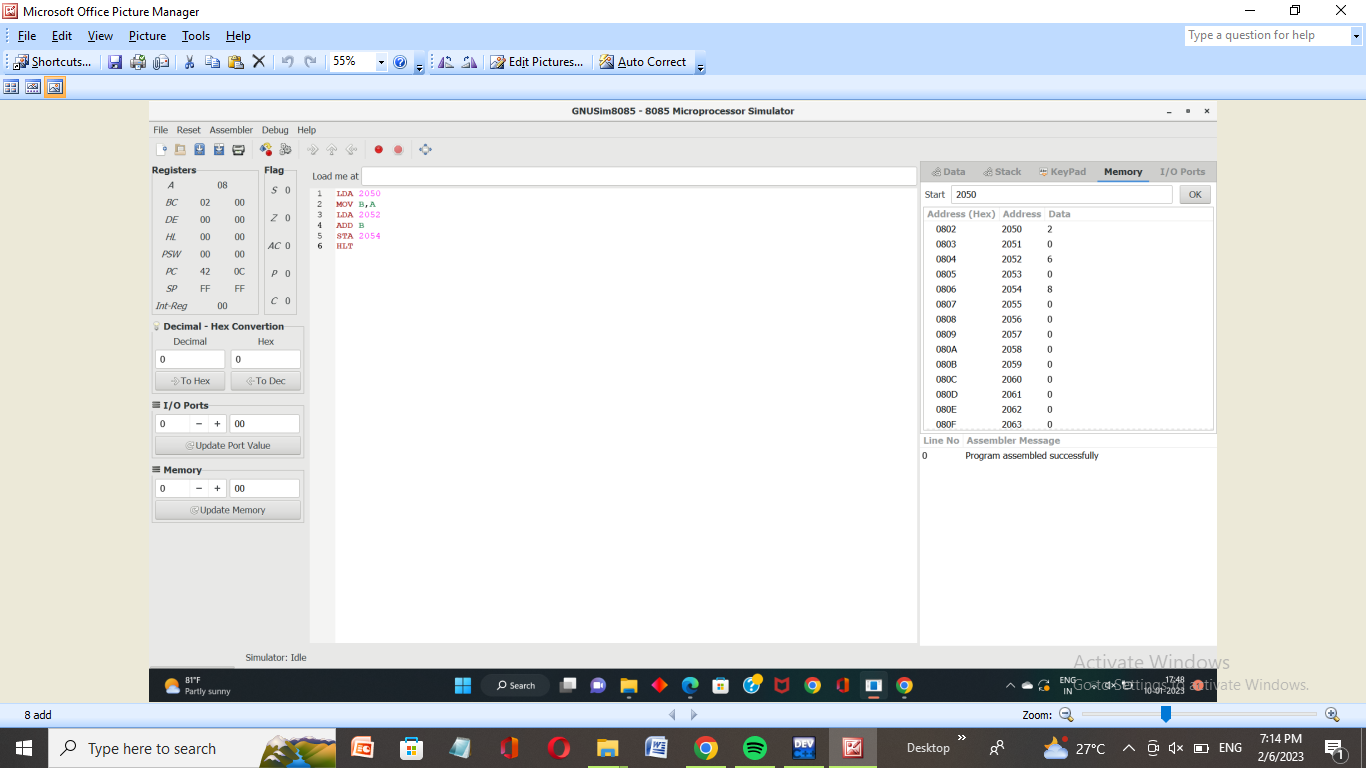 Microsoft Office Picture Manager
File Edit View Picture Tools Help
Type a question for help
Shortcuts...
55%
Edit Pictures...
Auto Correct
GNUSim8085 - 8085 Microprocessor Simulator
File Reset Assembler Debug Help
Registers
A 08
BC 02 00
DE 00 00
HL 00 00
PSW 00 00
PC 42 0C
SP FF FF
Int-Reg 00
Flag
S 0
Z 0
AC 0
P 0
C 0
Decimal - Hex Convertion
Decimal Hex
0 0
To Hex To Dec
I/O Ports
0 − + 00
Update Port Value
Memory
0 − + 00
Update Memory
Load me at
1 LDA 2050
2 MOV B,A
3 LDA 2052
4 ADD B
5 STA 2054
6 HLT
Data Stack KeyPad Memory I/O Ports
Start 2050 OK
Address (Hex) Address Data
0802 2050 2
0803 2051 0
0804 2052 6
0805 2053 0
0806 2054 8
0807 2055 0
0808 2056 0
0809 2057 0
080A 2058 0
080B 2059 0
080C 2060 0
080D 2061 0
080E 2062 0
080F 2063 0
Line No Assembler Message
0 Program assembled successfully
Simulator: Idle
Activate Windows
Go to Settings to activate Windows.
81°F
Partly sunny
Search
ENG
IN
17:48
10-01-2023
8 add
Zoom:
Type here to search
DEV
Desktop
27°C
ENG
7:14 PM
2/6/2023
1